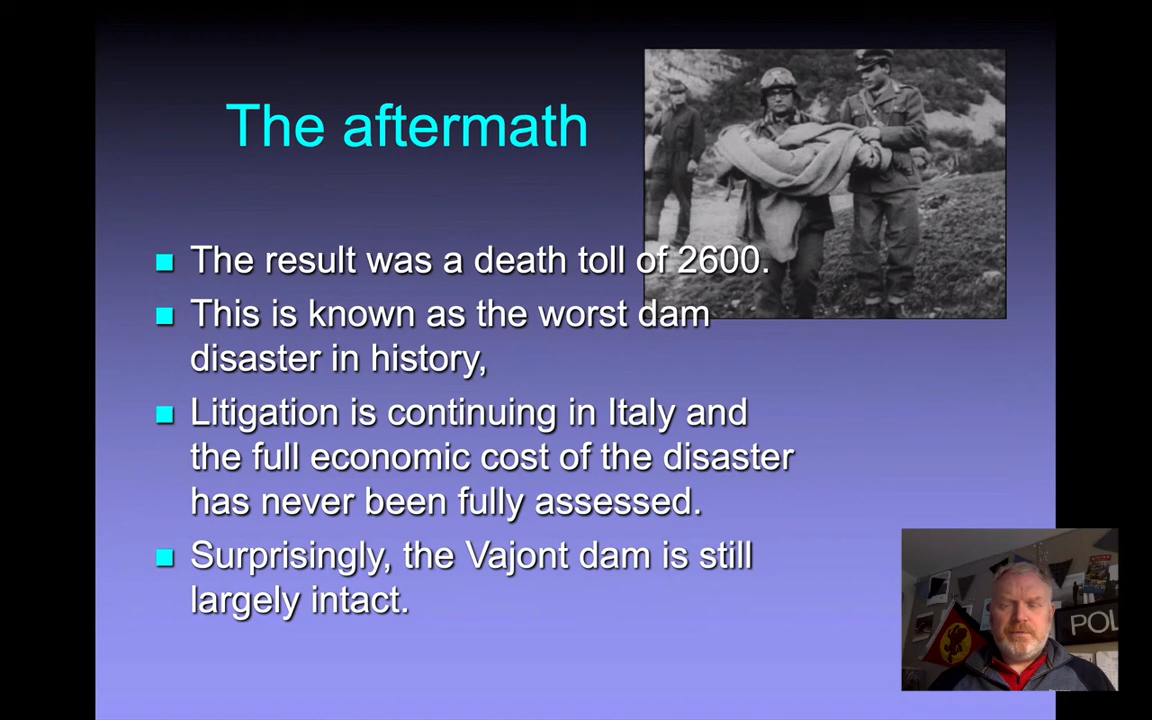 The aftermath
The result was a death toll of 2600.
This is known as the worst dam
disaster in history,
Litigation is continuing in Italy and
the full economic cost of the disaster
has never been fully assessed.
Surprisingly, the Vajont dam is still
largely intact.
POL